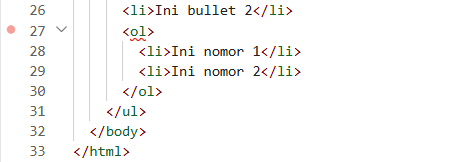 26 <li>Ini bullet 2</li>
27 <ol>
28 <li>Ini nomor 1</li>
29 <li>Ini nomor 2</li>
30 </ol>
31 </ul>
32 </body>
33 </html>